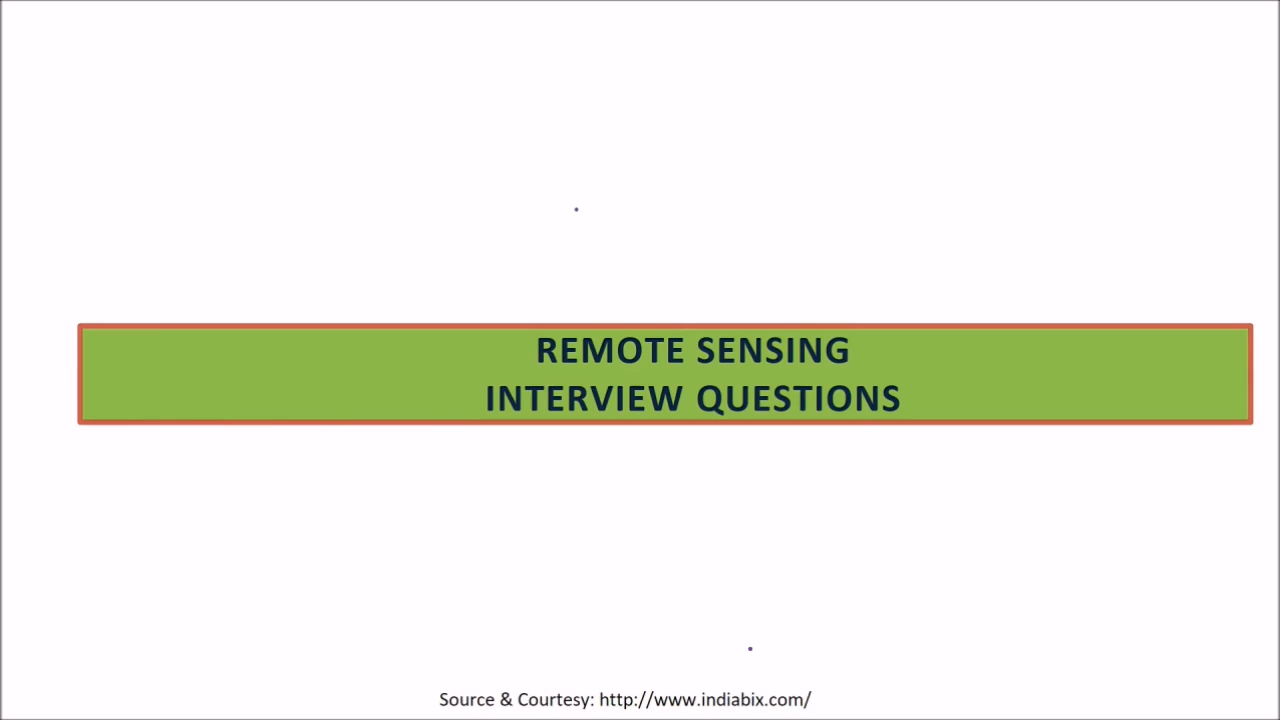 REMOTE SENSING
INTERVIEW QUESTIONS
Source & Courtesy: http://www.indiabix.com/